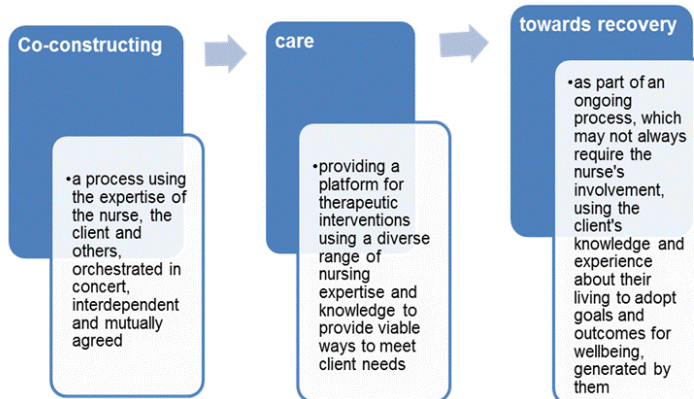 Co-constructing
•a process using
the expertise of
the nurse, the
client and
others,
orchestrated in
concert,
interdependent
and mutually
agreed
care
•providing a
platform for
therapeutic
interventions
using a diverse
range of
nursing
expertise and
knowledge to
provide viable
ways to meet
client needs
towards recovery
•as part of an
ongoing
process, which
may not always
require the
nurse's
involvement,
using the
client's
knowledge and
experience
about their
living to adopt
goals and
outcomes for
wellbeing,
generated by
them